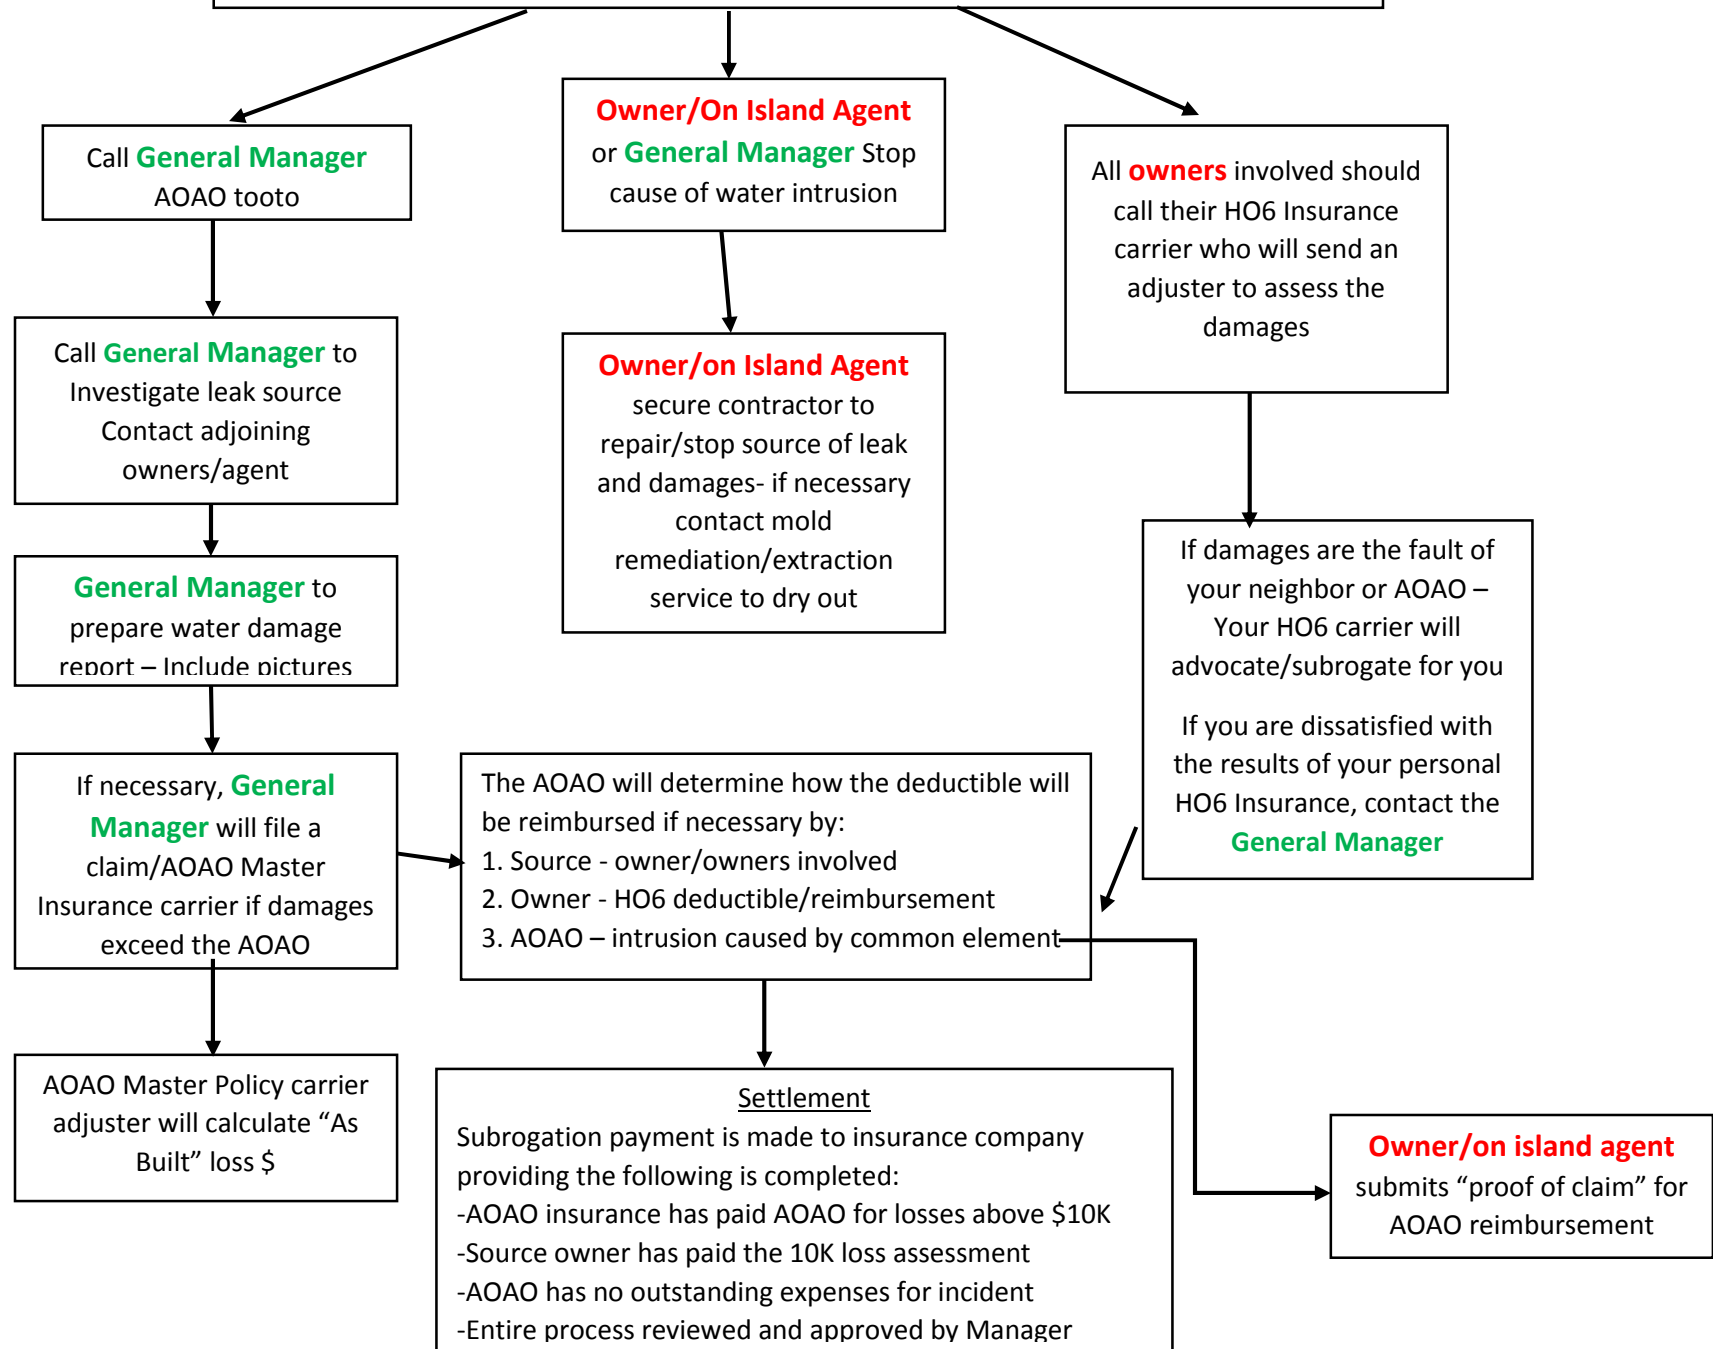 Call General Manager
AOAO tooto
Owner/On Island Agent
or General Manager Stop
cause of water intrusion
All owners involved should
call their HO6 Insurance
carrier who will send an
adjuster to assess the
damages
Call General Manager to
Investigate leak source
Contact adjoining
owners/agent
Owner/on Island Agent
secure contractor to
repair/stop source of leak
and damages- if necessary
contact mold
remediation/extraction
service to dry out
General Manager to
prepare water damage
report – Include pictures
If damages are the fault of
your neighbor or AOAO –
Your HO6 carrier will
advocate/subrogate for you
If you are dissatisfied with
the results of your personal
HO6 Insurance, contact the
General Manager
If necessary, General
Manager will file a
claim/AOAO Master
Insurance carrier if damages
exceed the AOAO
The AOAO will determine how the deductible will
be reimbursed if necessary by:
1. Source - owner/owners involved
2. Owner - HO6 deductible/reimbursement
3. AOAO – intrusion caused by common element
AOAO Master Policy carrier
adjuster will calculate “As
Built” loss $
Settlement
Subrogation payment is made to insurance company
providing the following is completed:
-AOAO insurance has paid AOAO for losses above $10K
-Source owner has paid the 10K loss assessment
-AOAO has no outstanding expenses for incident
-Entire process reviewed and approved by Manager
Owner/on island agent
submits “proof of claim” for
AOAO reimbursement